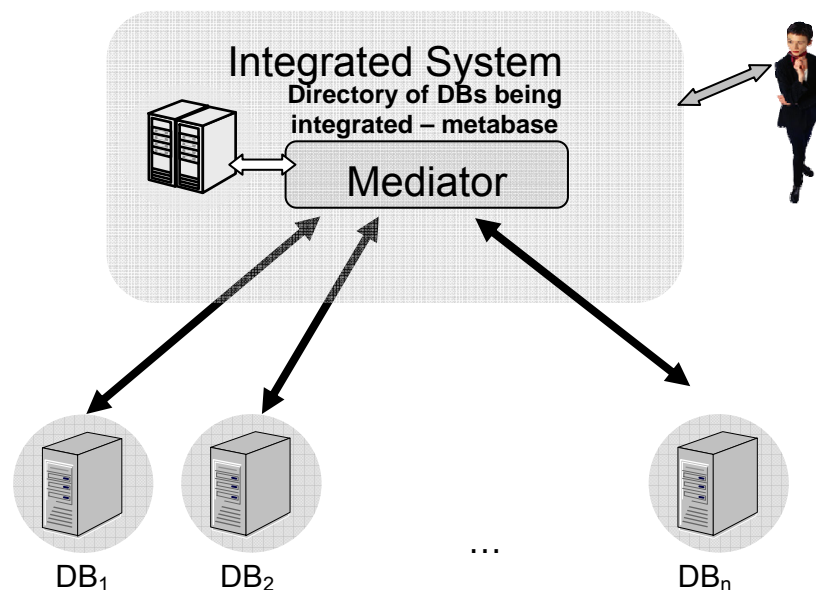 Integrated System
Directory of DBs being
integrated – metabase
Mediator
...
DB₁
DB₂
DBₙ